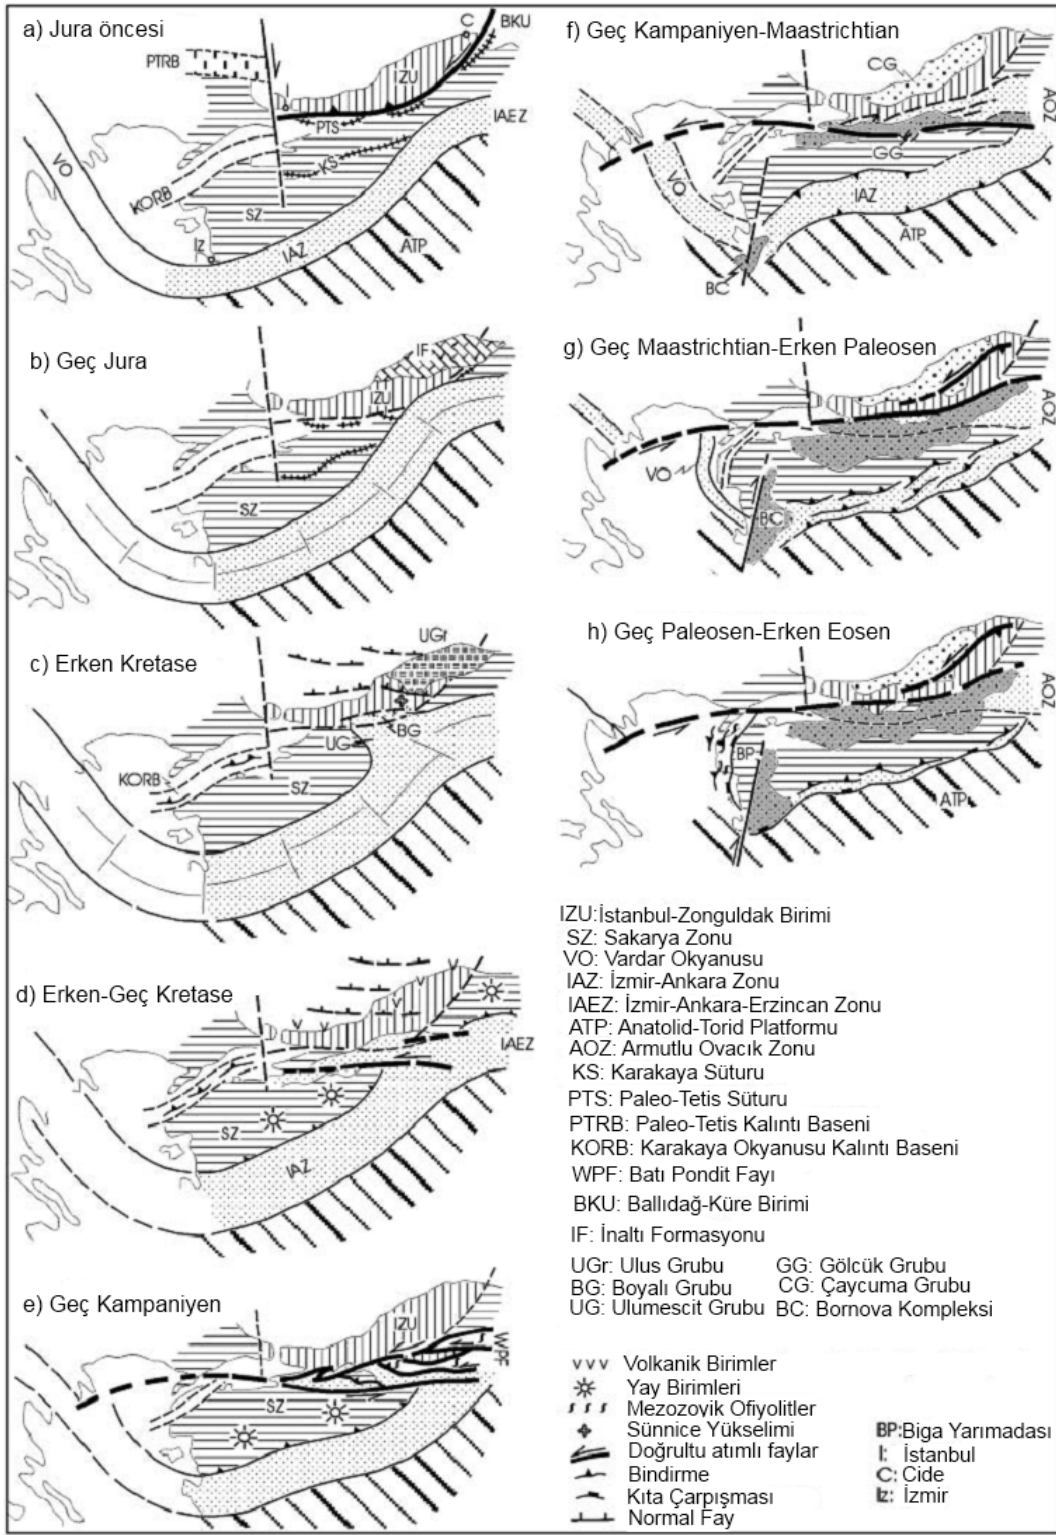 a) Jura öncesi
C
BKU
PTRB
IZU
I
PTS
IAEZ
KS
VO
KORB
SZ
Iz
IAZ
ATP
b) Geç Jura
IF
IZU
SZ
c) Erken Kretase
UGr
UG
BG
KORB
SZ
d) Erken-Geç Kretase
IAEZ
SZ
IAZ
e) Geç Kampaniyen
IZU
WPF
SZ
f) Geç Kampaniyen-Maastrichtian
CG
AOZ
GG
VO
IAZ
ATP
BC
g) Geç Maastrichtian-Erken Paleosen
AOZ
VO
BC
h) Geç Paleosen-Erken Eosen
AOZ
BP
ATP
IZU:İstanbul-Zonguldak Birimi
SZ: Sakarya Zonu
VO: Vardar Okyanusu
IAZ: İzmir-Ankara Zonu
IAEZ: İzmir-Ankara-Erzincan Zonu
ATP: Anatolid-Torid Platformu
AOZ: Armutlu Ovacık Zonu
KS: Karakaya Süturu
PTS: Paleo-Tetis Süturu
PTRB: Paleo-Tetis Kalıntı Baseni
KORB: Karakaya Okyanusu Kalıntı Baseni
WPF: Batı Pondit Fayı
BKU: Ballıdağ-Küre Birimi
IF: İnaltı Formasyonu
UGr: Ulus Grubu GG: Gölcük Grubu
BG: Boyalı Grubu CG: Çaycuma Grubu
UG: Ulumescit Grubu BC: Bornova Kompleksi
Volkanik Birimler
Yay Birimleri
Mezozoyik Ofiyolitler
Sünnice Yükselimi BP:Biga Yarımadası
Doğrultu atımlı faylar I: İstanbul
Bindirme C: Cide
Kıta Çarpışması Iz: İzmir
Normal Fay